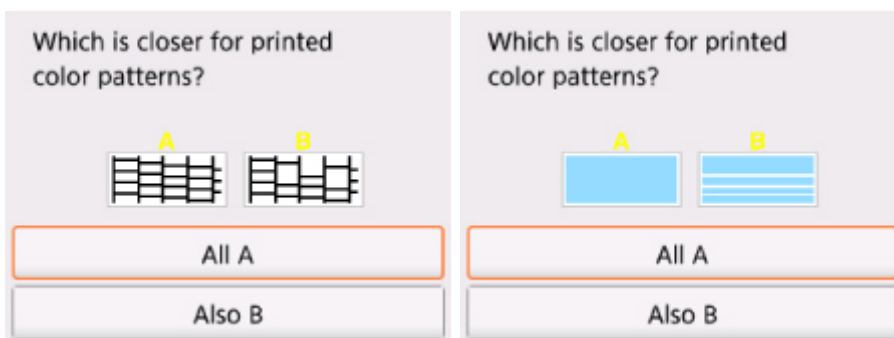 Which is closer for printed
color patterns?
A B
All A
Also B
Which is closer for printed
color patterns?
A B
All A
Also B